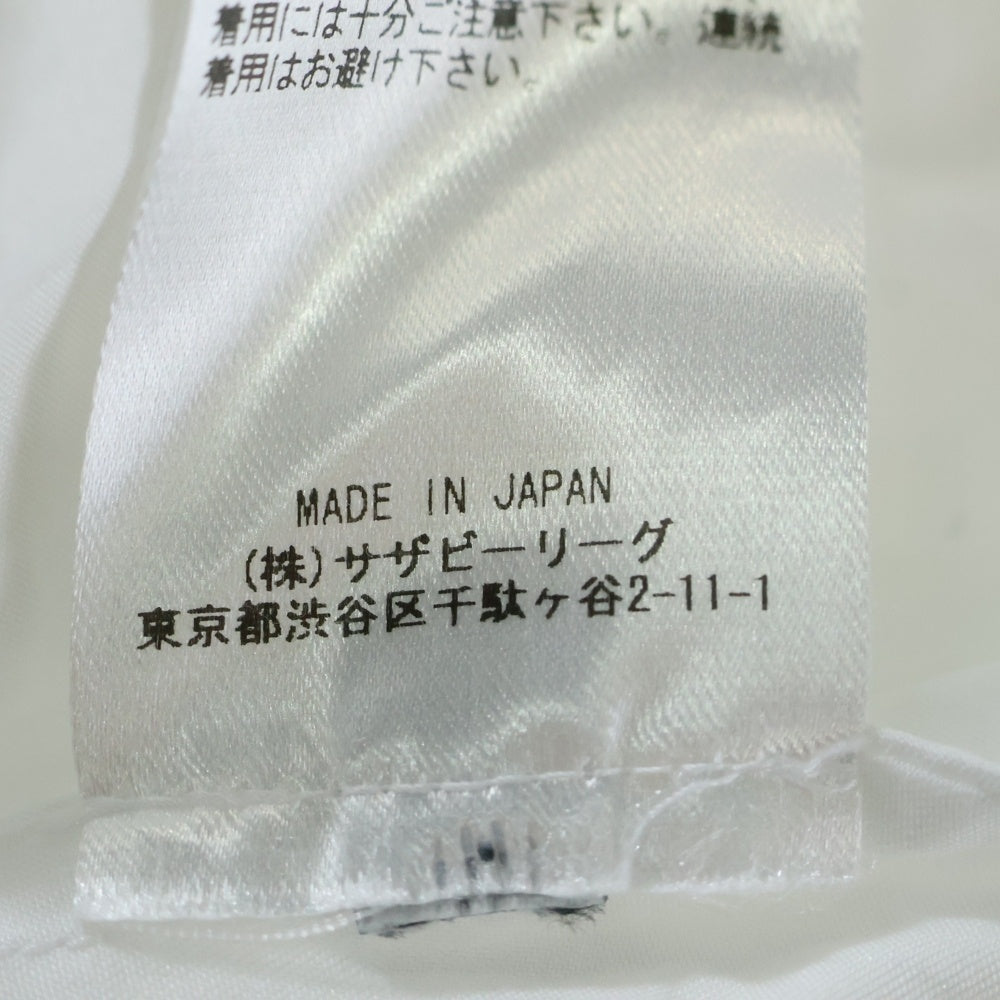 着用には十分ご注意下さい。連続
着用はお避け下さい。
MADE IN JAPAN
(株)サザビーリーグ
東京都渋谷区千駄ヶ谷2-11-1